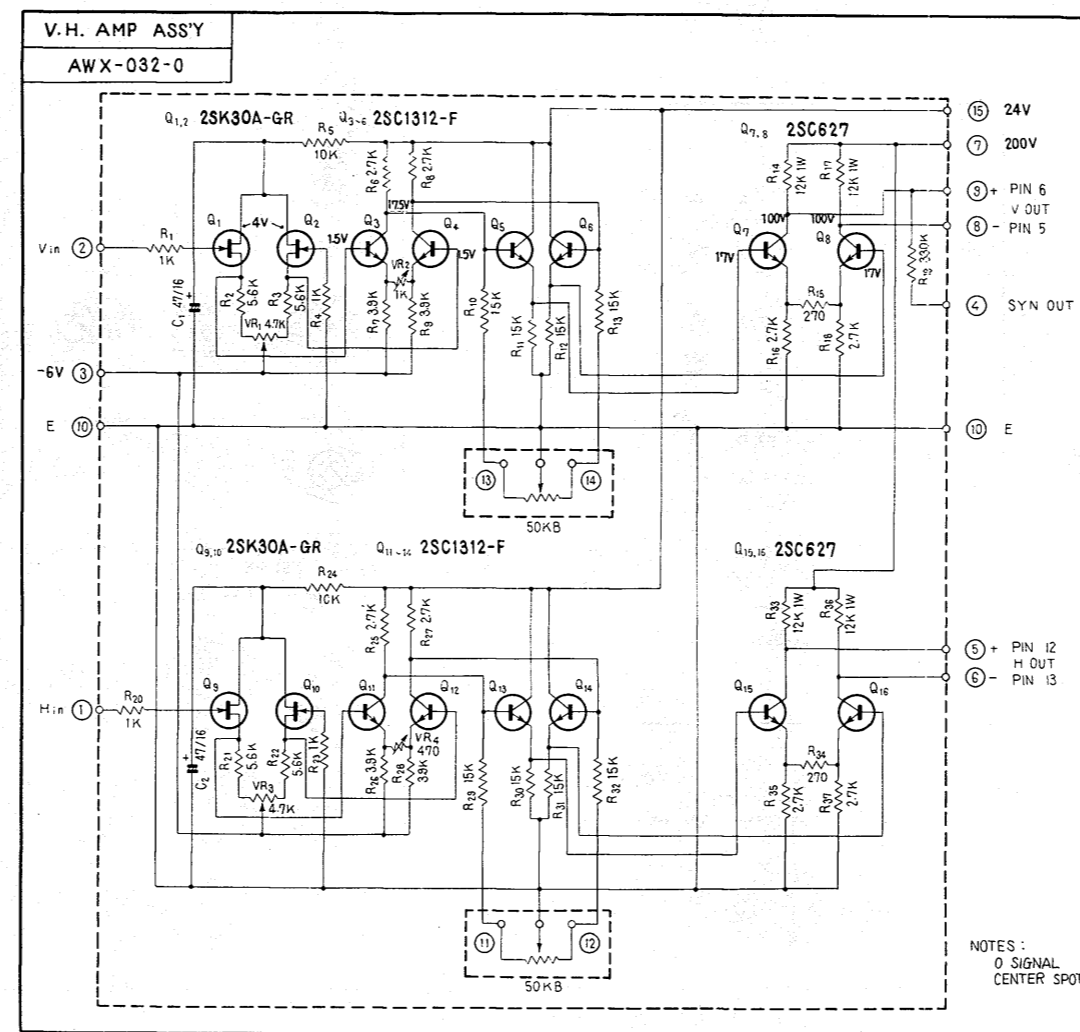 V.H. AMP ASS'Y
AWX-032-0
Q1,2 2SK30A-GR
Q3~6 2SC1312-F
Q7,8 2SC627
R5
10K
R6 2.7K
R8 2.7K
R14
12K 1W
R17
12K 1W
15 24V
7 200V
9 + PIN 6
V OUT
8 - PIN 5
4 SYN OUT
R19 330K
Vin 2
R1
1K
Q1
4V
Q2
Q3
17.5V
Q4
Q5
Q6
Q7
100V
100V
Q8
1.5V
1.5V
17V
17V
C1 47/16
+
R2
5.6K
R3
5.6K
R4 1K
VR1 4.7K
VR2
1K
R7 3.9K
R9 3.9K
R10
15K
R11 15K
R12 15K
R13 15K
R15
270
R16 2.7K
R18
2.7K
-6V 3
E 10
10 E
13
14
50KB
Q9,10 2SK30A-GR
Q11~14 2SC1312-F
Q15,16 2SC627
R24
10K
R25 2.7K
R27 2.7K
R33
12K 1W
R36
12K 1W
5 + PIN 12
H OUT
6 - PIN 13
Hin 1
R20
1K
Q9
Q10
Q11
Q12
Q13
Q14
Q15
Q16
+
C2 47/16
R21
5.6K
R22
5.6K
R23 1K
VR3
4.7K
VR4
470
R26 3.9K
R28
3.9K
R29 15K
R30 15K
R31 15K
R32 15K
R34
270
R35
2.7K
R37
2.7K
11
12
50KB
NOTES :
0 SIGNAL
CENTER SPOT